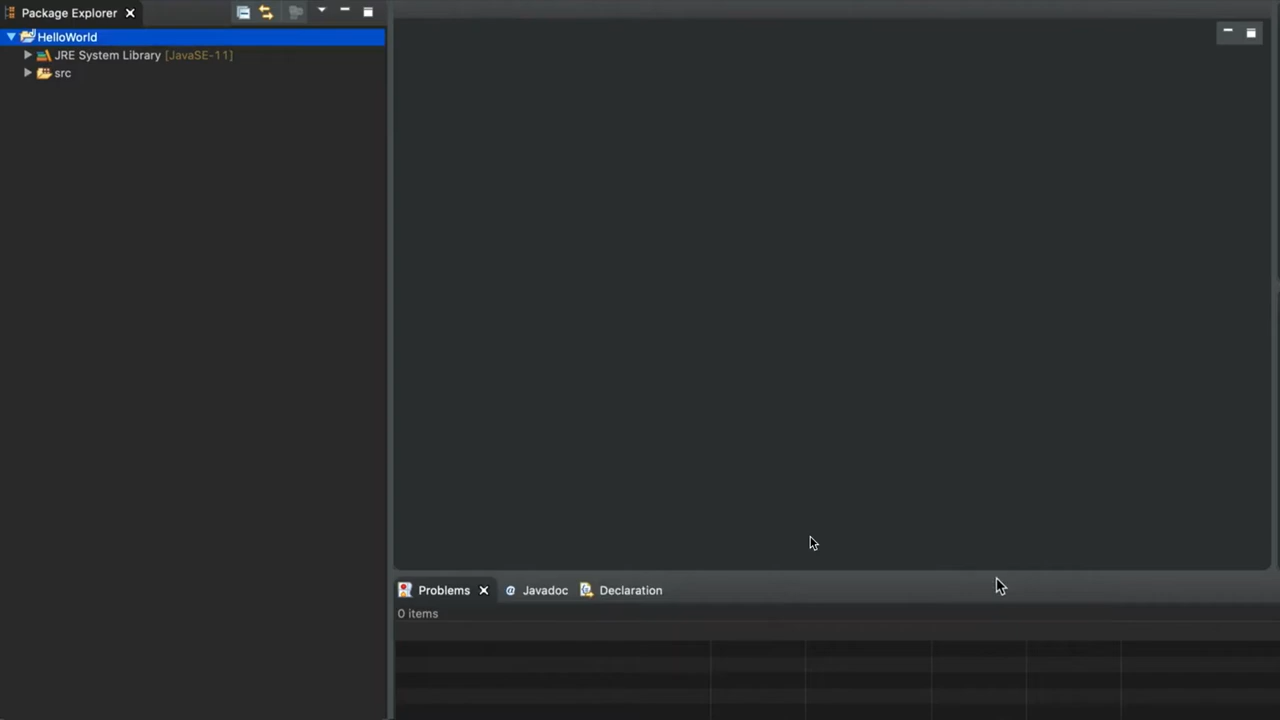 Package Explorer
HelloWorld
JRE System Library [JavaSE-11]
src
Problems Javadoc Declaration
0 items